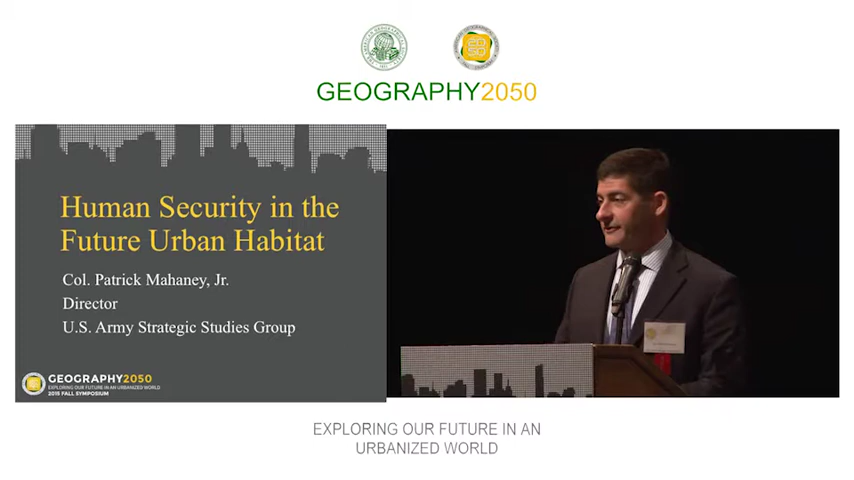 GEOGRAPHY2050
Human Security in the
Future Urban Habitat
Col. Patrick Mahaney, Jr.
Director
U.S. Army Strategic Studies Group
GEOGRAPHY2050
EXPLORING OUR FUTURE IN AN URBANIZED WORLD
2015 FALL SYMPOSIUM
EXPLORING OUR FUTURE IN AN
URBANIZED WORLD